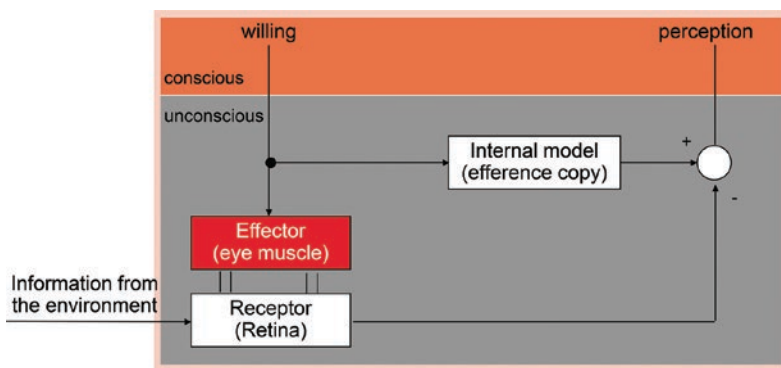 willing
perception
conscious
unconscious
+
Internal model
(efference copy)
-
Effector
(eye muscle)
Information from
the environment
Receptor
(Retina)